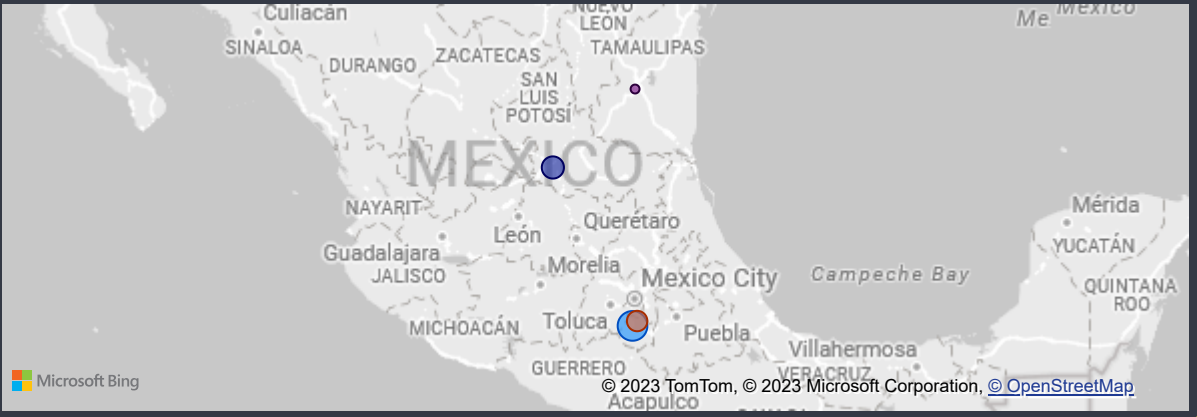 Culiacán
NUEVO
LEÓN
Me
México
SINALOA
DURANGO
ZACATECAS
TAMAULIPAS
SAN
LUIS
POTOSÍ
MEXICO
NAYARIT
León
Querétaro
Mérida
Guadalajara
JALISCO
YUCATÁN
Morelia
Mexico City
Campeche Bay
QUINTANA
ROO
MICHOACÁN
Toluca
Puebla
Villahermosa
GUERRERO
VERACRUZ
Microsoft Bing
© 2023 TomTom, © 2023 Microsoft Corporation, © OpenStreetMap
Acapulco